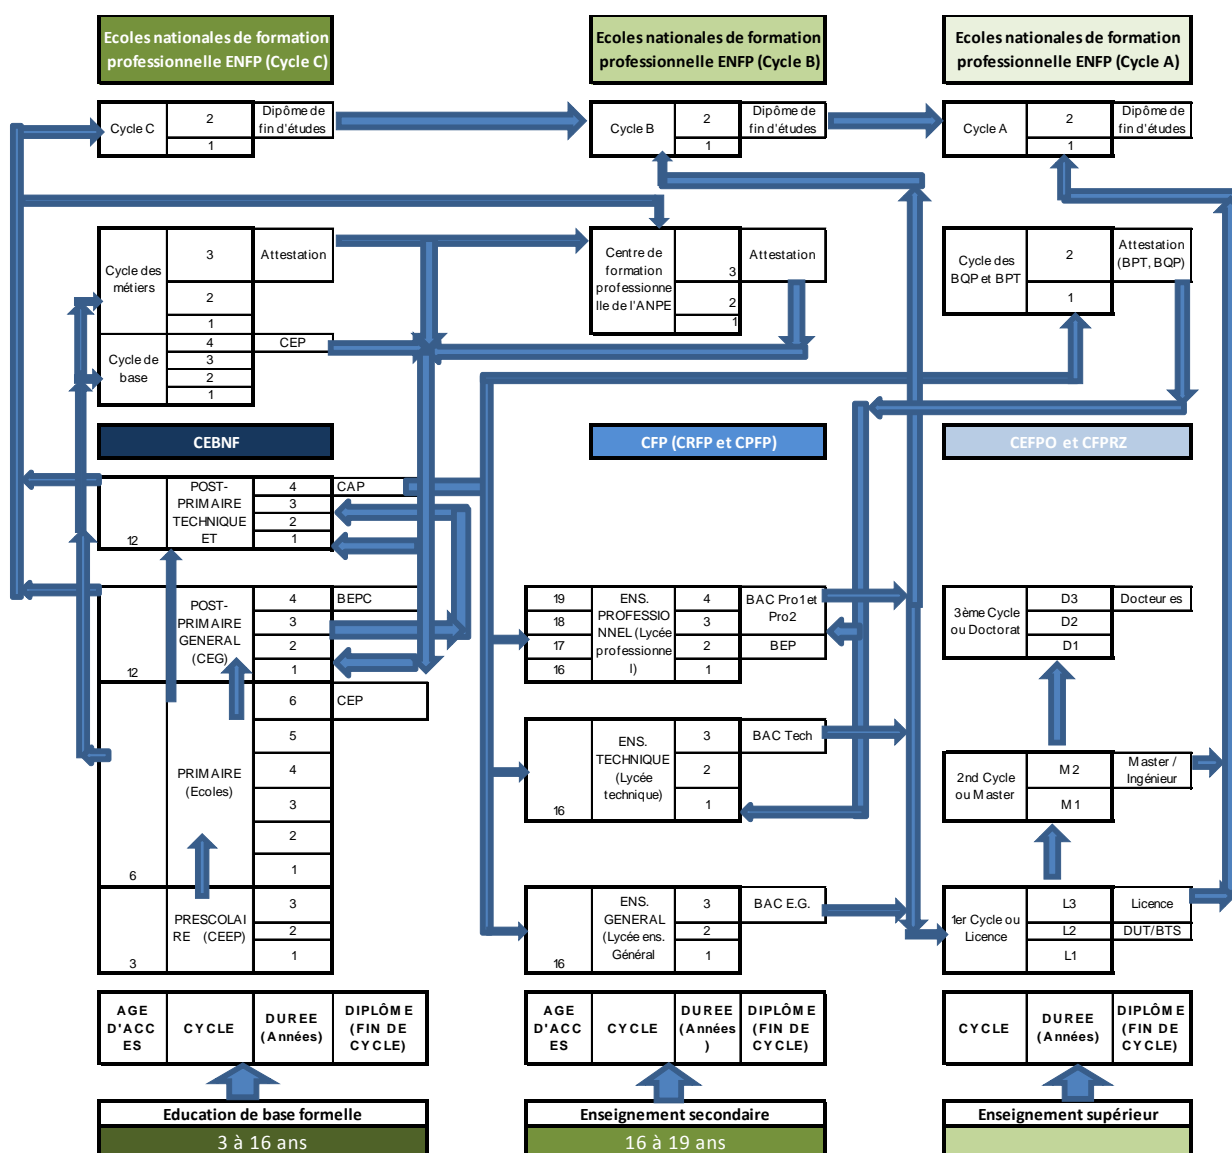 Ecoles nationales de formation
professionnelle ENFP (Cycle C)
Ecoles nationales de formation
professionnelle ENFP (Cycle B)
Ecoles nationales de formation
professionnelle ENFP (Cycle A)
Cycle C
2
1
Dipôme de
fin d'études
Cycle B
2
1
Dipôme de
fin d'études
Cycle A
2
1
Dipôme de
fin d'études
Cycle des
métiers
3
2
1
Attestation
Cycle de
base
4
3
2
1
CEP
Centre de
formation
professionne
lle de l'ANPE
3
2
1
Attestation
Cycle des
BQP et BPT
2
1
Attestation
(BPT, BQP)
CEBNF
CFP (CRFP et CPFP)
CEFPO et CFPRZ
12
POST-
PRIMAIRE
TECHNIQUE
ET
4
3
2
1
CAP
12
POST-
PRIMAIRE
GENERAL
(CEG)
4
3
2
1
BEPC
6
PRIMAIRE
(Ecoles)
6
5
4
3
2
1
CEP
3
PRESCOLAI
RE (CEEP)
3
2
1
19
18
17
16
ENS.
PROFESSIO
NNEL (Lycée
professionne
l)
4
3
2
1
BAC Pro1et
Pro2
BEP
16
ENS.
TECHNIQUE
(Lycée
technique)
3
2
1
BAC Tech
16
ENS.
GENERAL
(Lycée ens.
Général
3
2
1
BAC E.G.
3ème Cycle
ou Doctorat
D3
D2
D1
Docteur es
2nd Cycle
ou Master
M2
M1
Master /
Ingénieur
1er Cycle ou
Licence
L3
L2
L1
Licence
DUT/BTS
AGE
D'ACC
ES
CYCLE
DUREE
(Années)
DIPLÔME
(FIN DE
CYCLE)
AGE
D'ACC
ES
CYCLE
DUREE
(Années
)
DIPLÔME
(FIN DE
CYCLE)
CYCLE
DUREE
(Années)
DIPLÔME
(FIN DE
CYCLE)
Education de base formelle
3 à 16 ans
Enseignement secondaire
16 à 19 ans
Enseignement supérieur